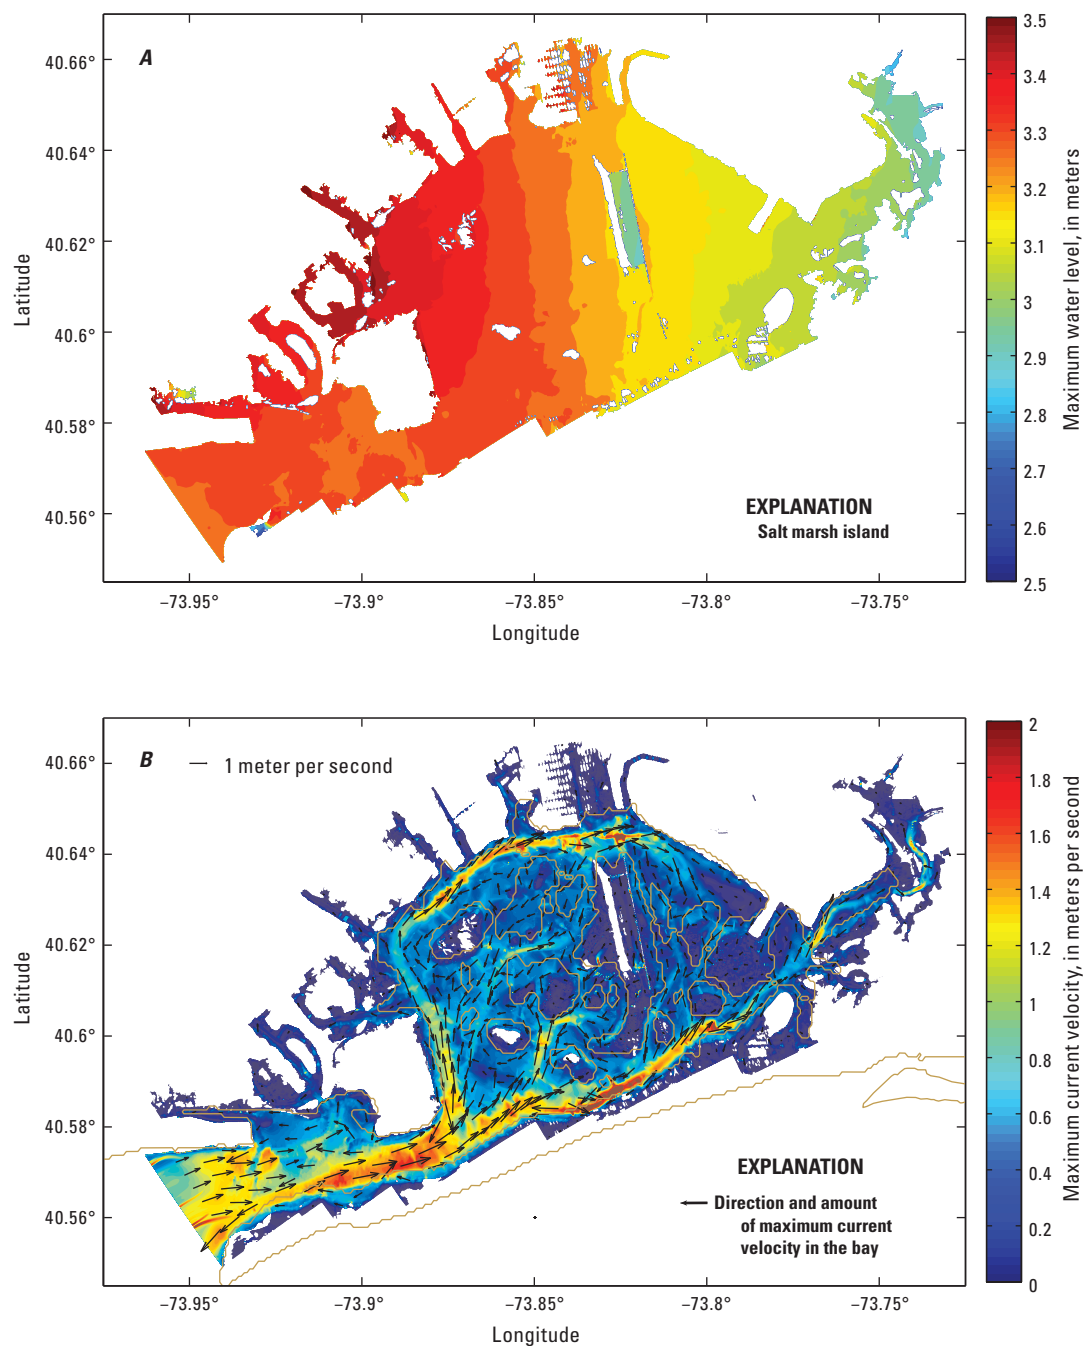 A
40.66°
40.64°
40.62°
40.6°
40.58°
40.56°
Latitude
−73.95°
−73.9°
−73.85°
−73.8°
−73.75°
Longitude
EXPLANATION
Salt marsh island
3.5
3.4
3.3
3.2
3.1
3
2.9
2.8
2.7
2.6
2.5
Maximum water level, in meters
B
1 meter per second
40.66°
40.64°
40.62°
40.6°
40.58°
40.56°
Latitude
−73.95°
−73.9°
−73.85°
−73.8°
−73.75°
Longitude
EXPLANATION
Direction and amount
of maximum current
velocity in the bay
2
1.8
1.6
1.4
1.2
1
0.8
0.6
0.4
0.2
0
Maximum current velocity, in meters per second